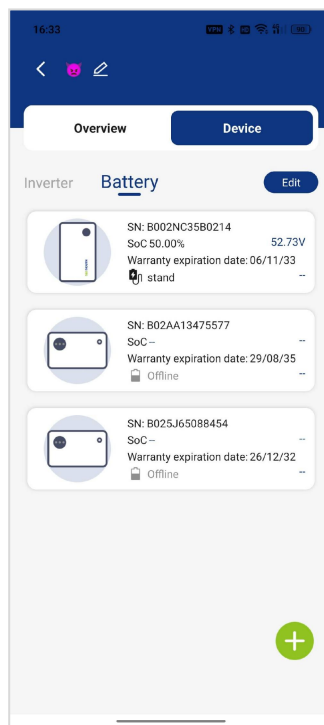 16:33
VPN HD
Overview
Device
Inverter
Battery
Edit
SN: B002NC35B0214
SoC 50.00%
52.73V
Warranty expiration date: 06/11/33
stand
--
SN: B02AA13475577
SoC --
--
Warranty expiration date: 29/08/35
Offline
--
SN: B025J65088454
SoC --
--
Warranty expiration date: 26/12/32
Offline
--